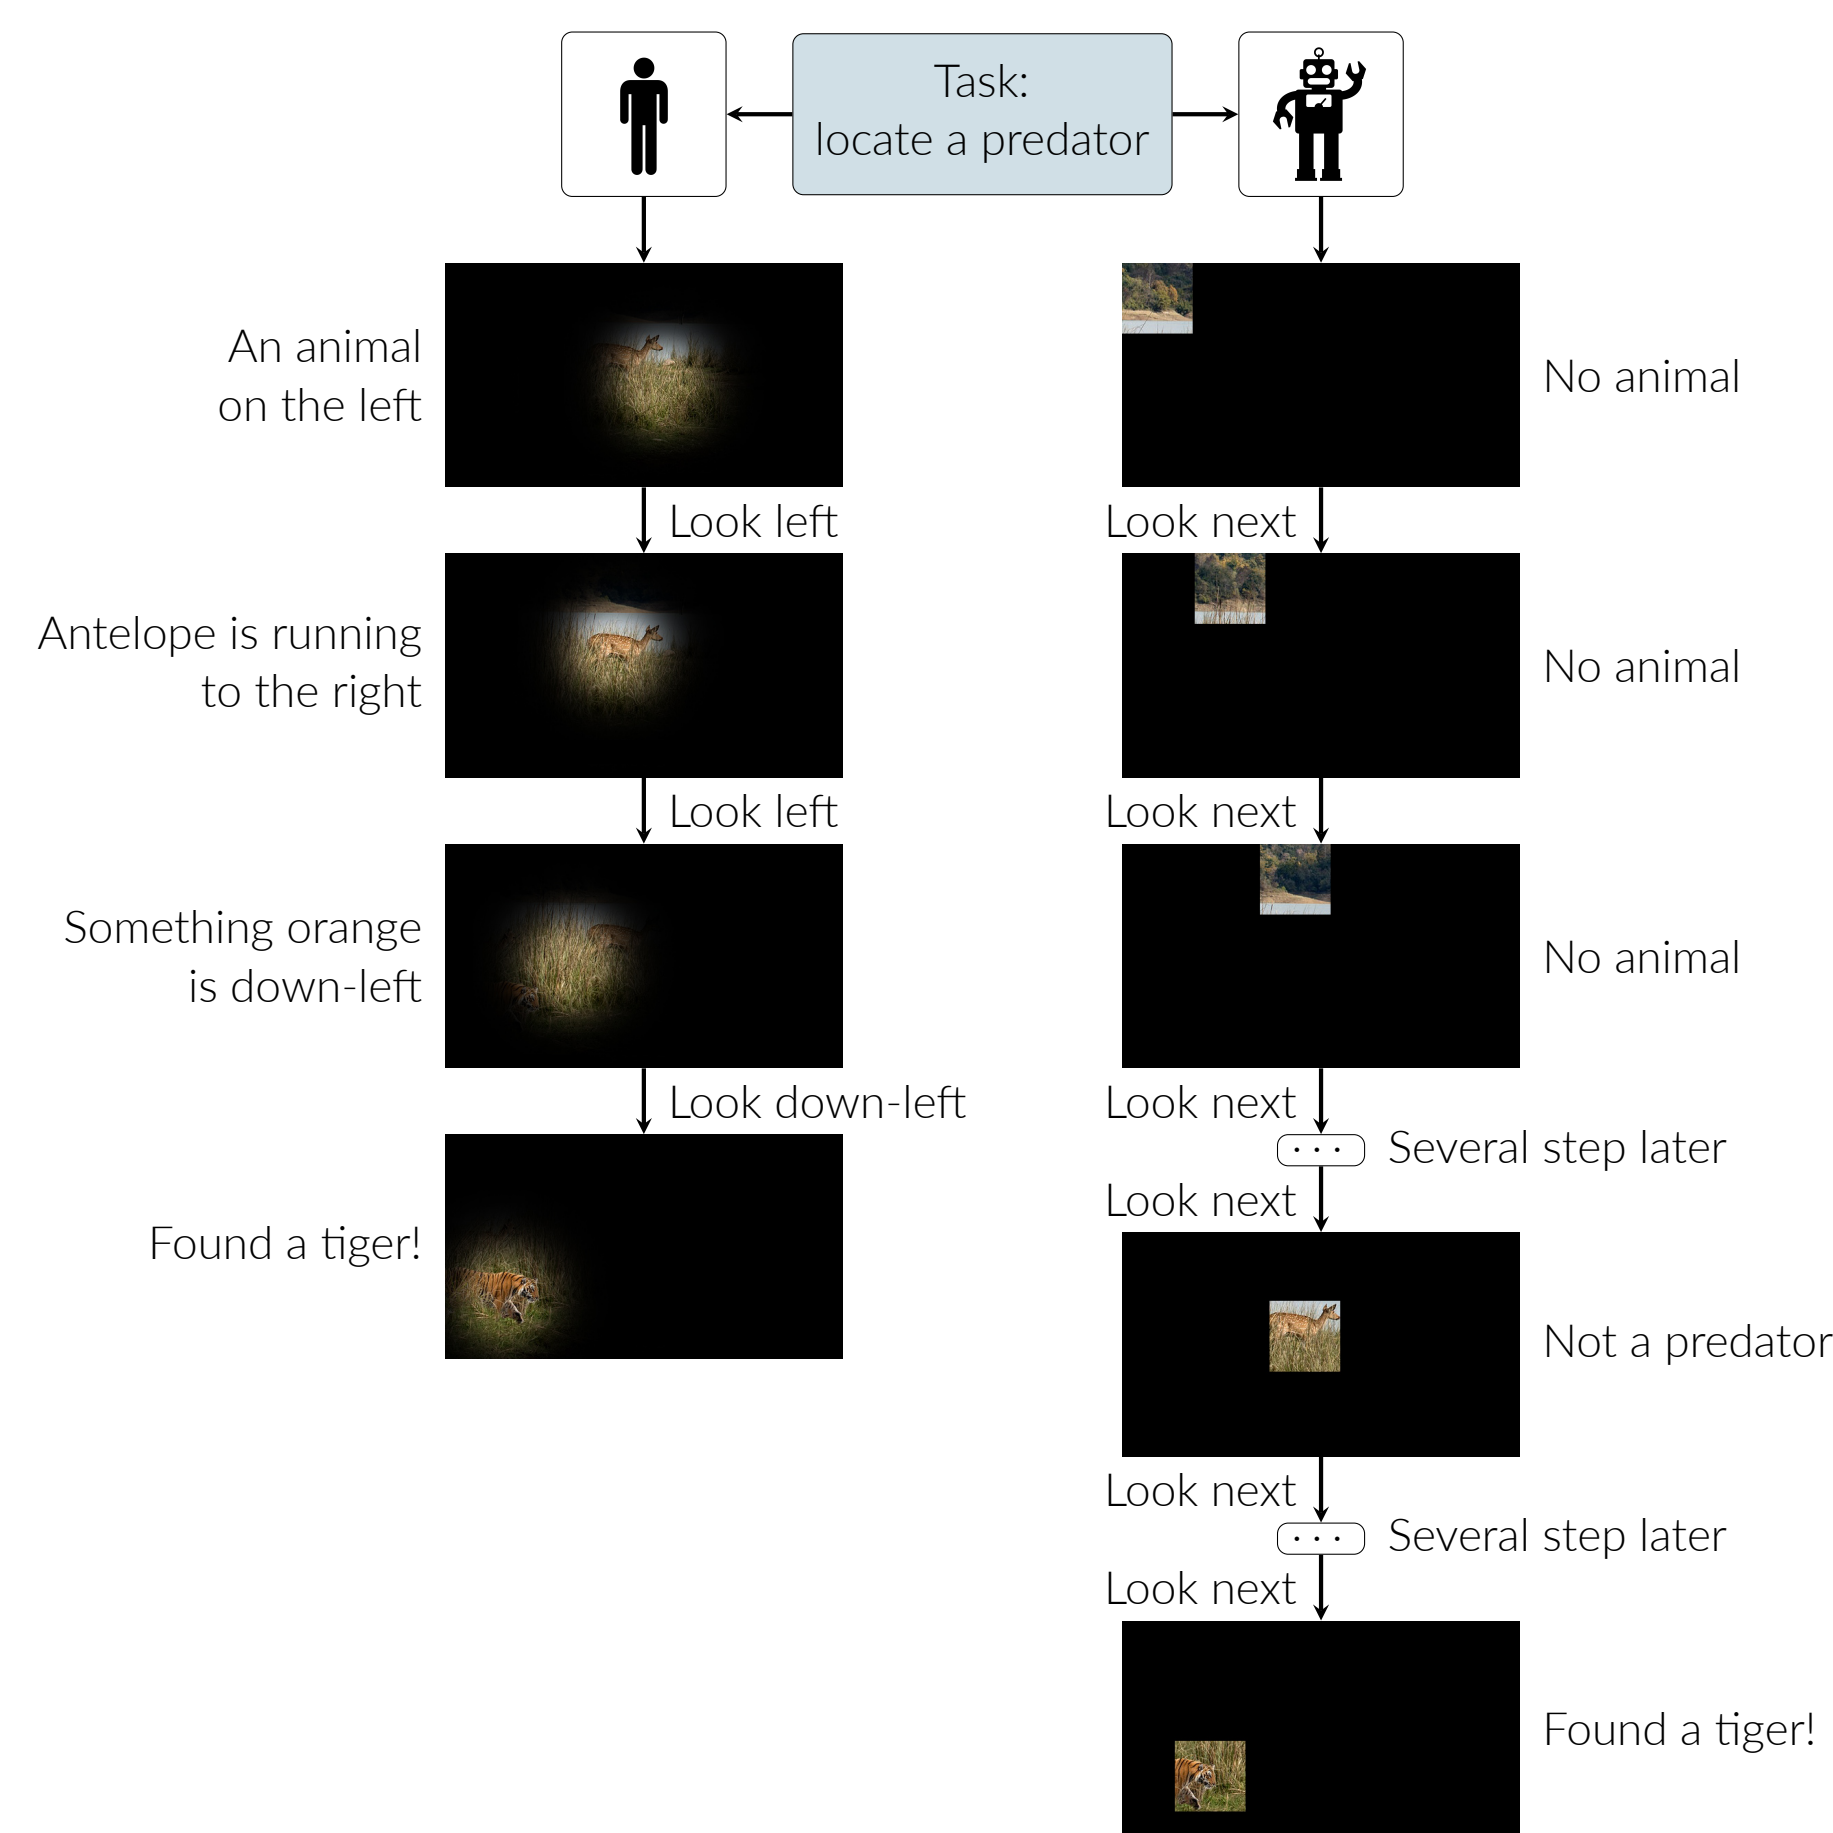 Task:
locate a predator
An animal
on the left
Look left
Antelope is running
to the right
Look left
Something orange
is down-left
Look down-left
Found a tiger!
No animal
Look next
No animal
Look next
No animal
Look next
... Several step later
Look next
Not a predator
Look next
... Several step later
Look next
Found a tiger!